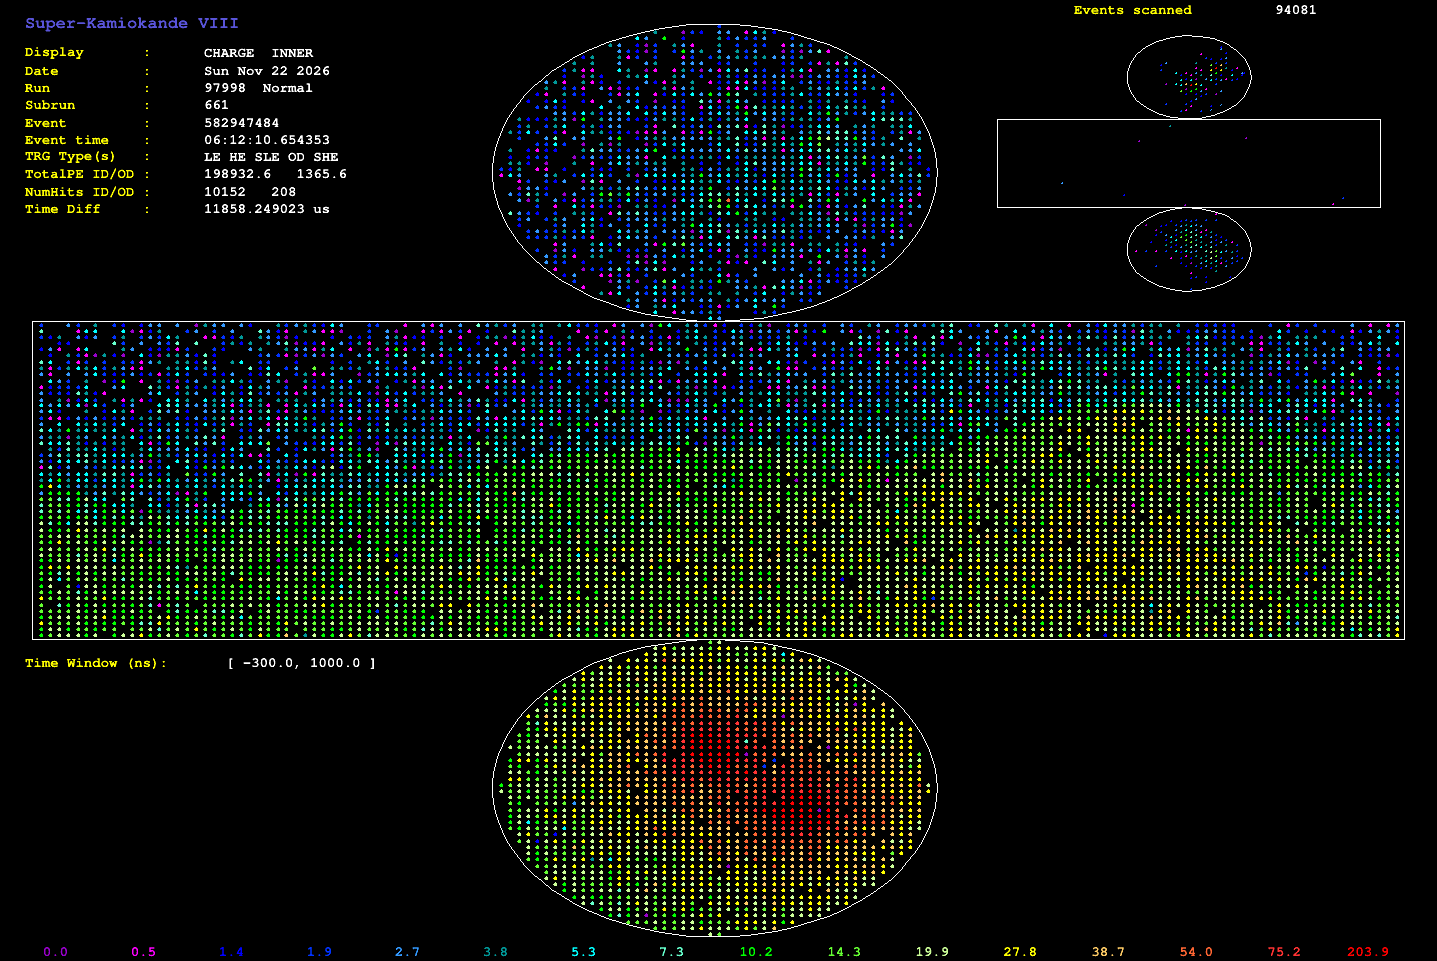 Super-Kamiokande VIII
Events scanned 94081
Display : CHARGE INNER
Date : Sun Nov 22 2026
Run : 97998 Normal
Subrun : 661
Event : 582947484
Event time : 06:12:10.654353
TRG Type(s) : LE HE SLE OD SHE
TotalPE ID/OD : 198932.6 1365.6
NumHits ID/OD : 10152 208
Time Diff : 11858.249023 us
Time Window (ns): [ -300.0, 1000.0 ]
0.0 0.5 1.4 1.9 2.7 3.8 5.3 7.3 10.2 14.3 19.9 27.8 38.7 54.0 75.2 203.9